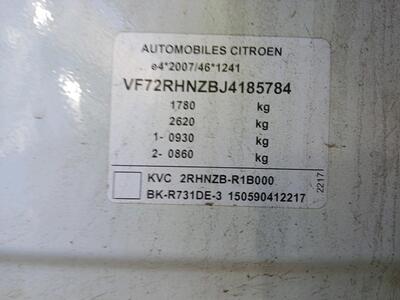 AUTOMOBILES CITROEN
e4*2007/46*1241
VF72RHNZBJ4185784
1780 kg
2620 kg
1- 0930 kg
2- 0860 kg
KVC 2RHNZB-R1B000
BK-R731DE-3 150590412217
2217